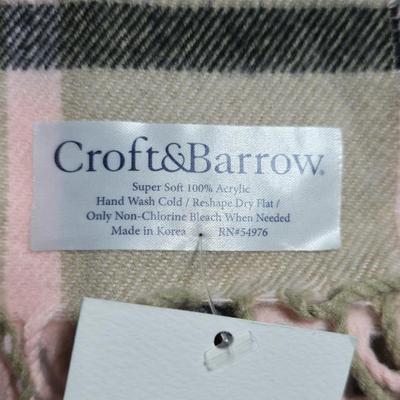 Croft&Barrow®
Super Soft 100% Acrylic
Hand Wash Cold / Reshape Dry Flat /
Only Non-Chlorine Bleach When Needed
Made in Korea RN#54976